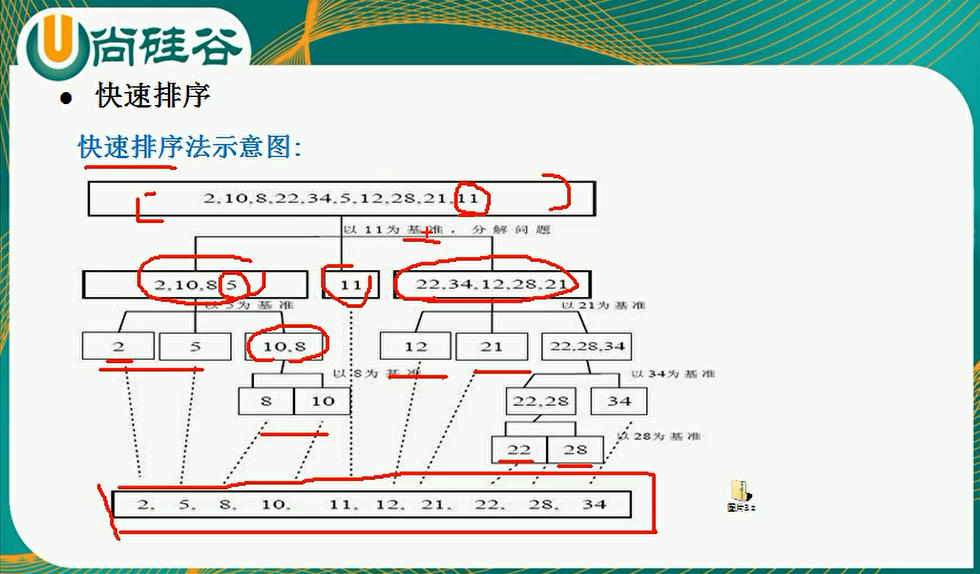 尚硅谷
快速排序
快速排序法示意图:
2,10,8,22,34,5,12,28,21,11
以 11 为 基 准 ， 分 解 问 题
2,10,8,5
11
22,34,12,28,21
以 5 为 基 准
以 21 为 基 准
2
5
10,8
12
21
22,28,34
以 8 为 基 准
以 34 为 基 准
8
10
22,28
34
以 28 为 基 准
22
28
2, 5, 8, 10, 11, 12, 21, 22, 28, 34